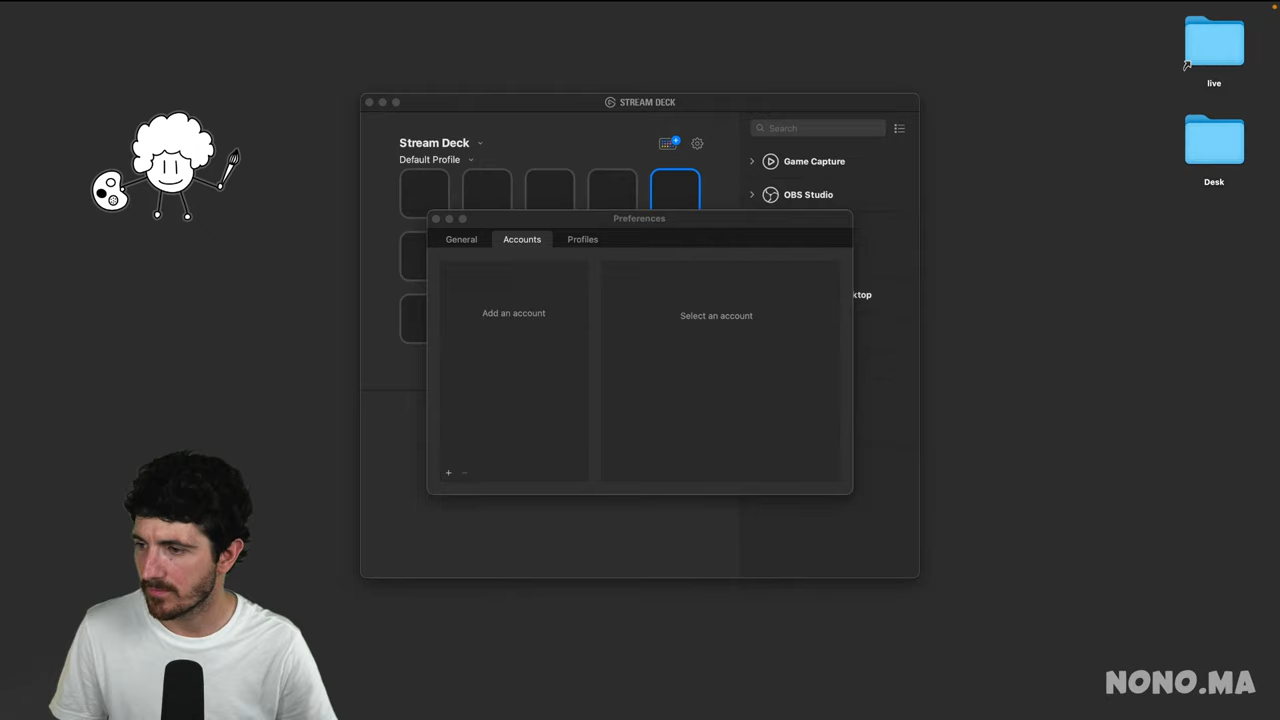 live
Desk
STREAM DECK
Stream Deck
Default Profile
Search
Game Capture
OBS Studio
ktop
Preferences
General
Accounts
Profiles
Add an account
Select an account
+ −
NONO.MA